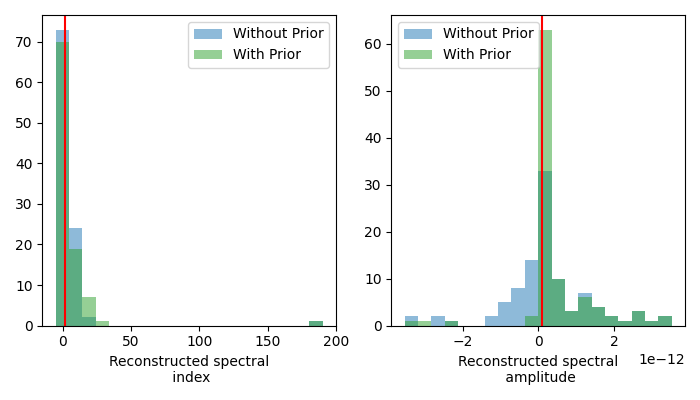 70
60
50
40
30
20
10
0
0
50
100
150
200
Without Prior
With Prior
Reconstructed spectral
index
60
50
40
30
20
10
0
−2
0
2
1e−12
Without Prior
With Prior
Reconstructed spectral
amplitude